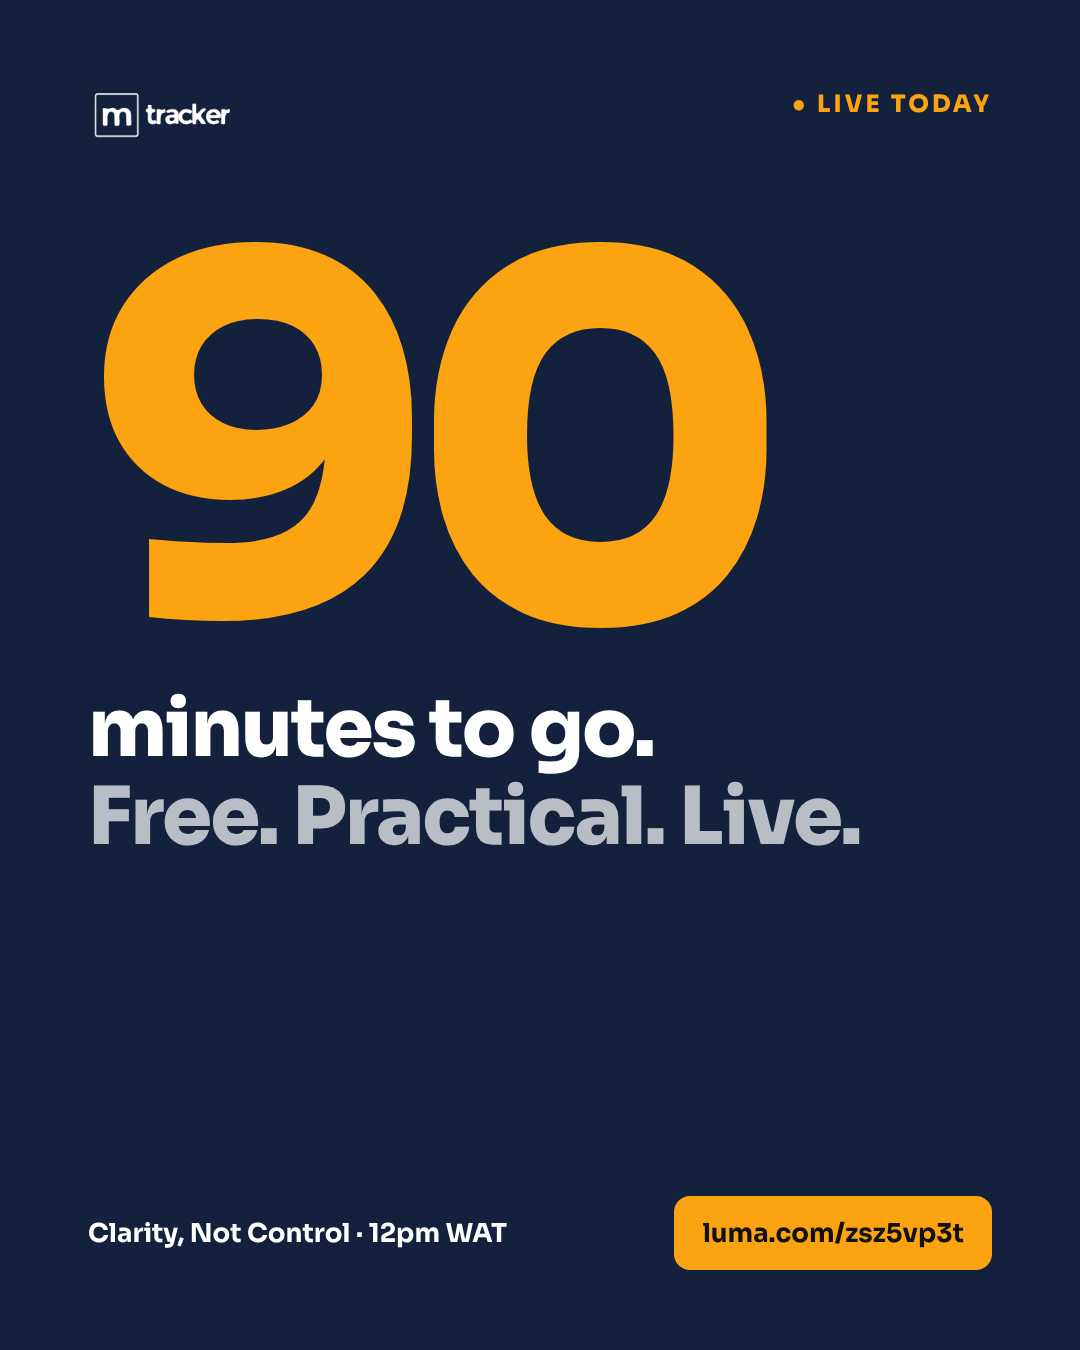 m tracker
• LIVE TODAY
90
minutes to go.
Free. Practical. Live.
Clarity, Not Control · 12pm WAT
luma.com/zsz5vp3t